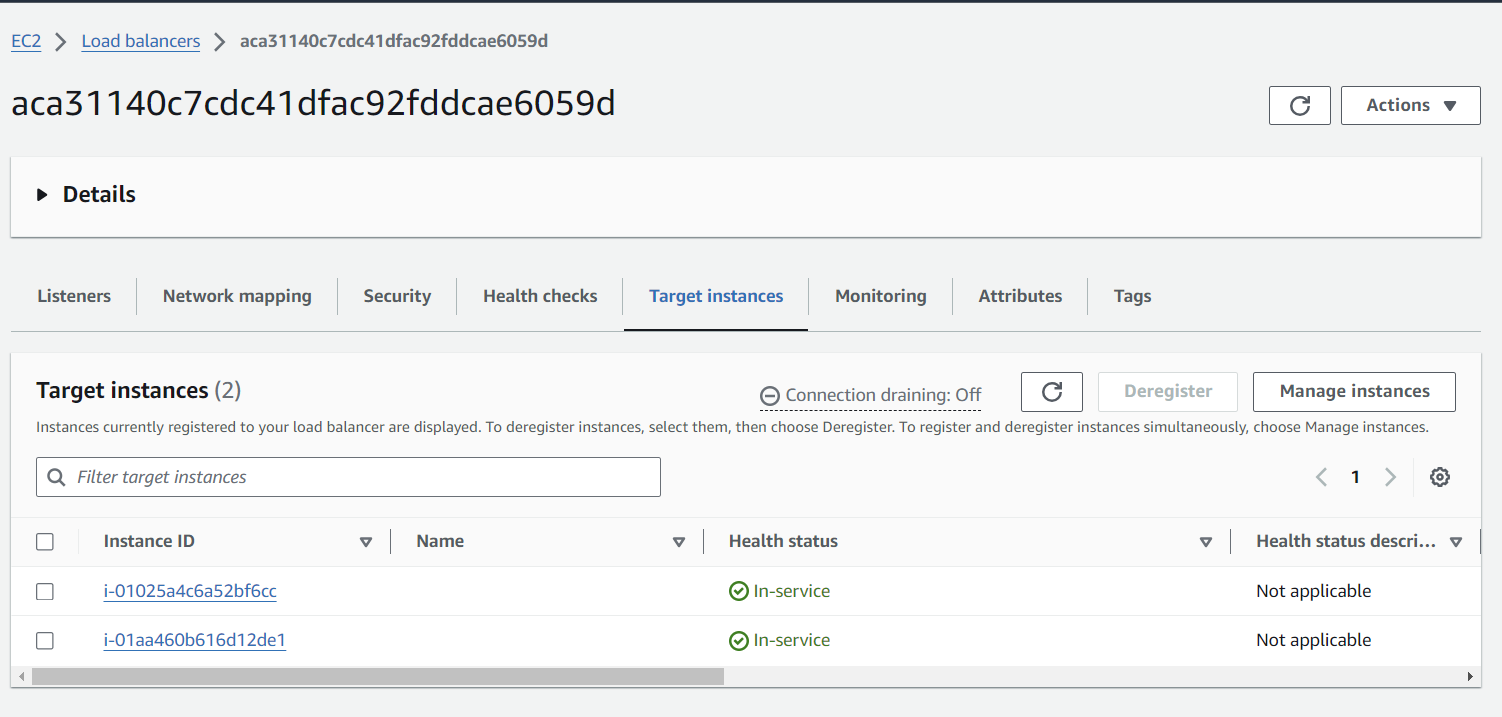 EC2 Load balancers aca31140c7cdc41dfac92fddcae6059d
aca31140c7cdc41dfac92fddcae6059d
Actions
Details
Listeners Network mapping Security Health checks Target instances Monitoring Attributes Tags
Target instances (2)
Connection draining: Off Deregister Manage instances
Instances currently registered to your load balancer are displayed. To deregister instances, select them, then choose Deregister. To register and deregister instances simultaneously, choose Manage instances.
Filter target instances 1
Instance ID Name Health status Health status descri...
i-01025a4c6a52bf6cc In-service Not applicable
i-01aa460b616d12de1 In-service Not applicable